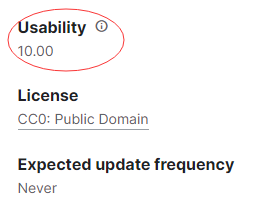 Usability
10.00
License
CC0: Public Domain
Expected update frequency
Never